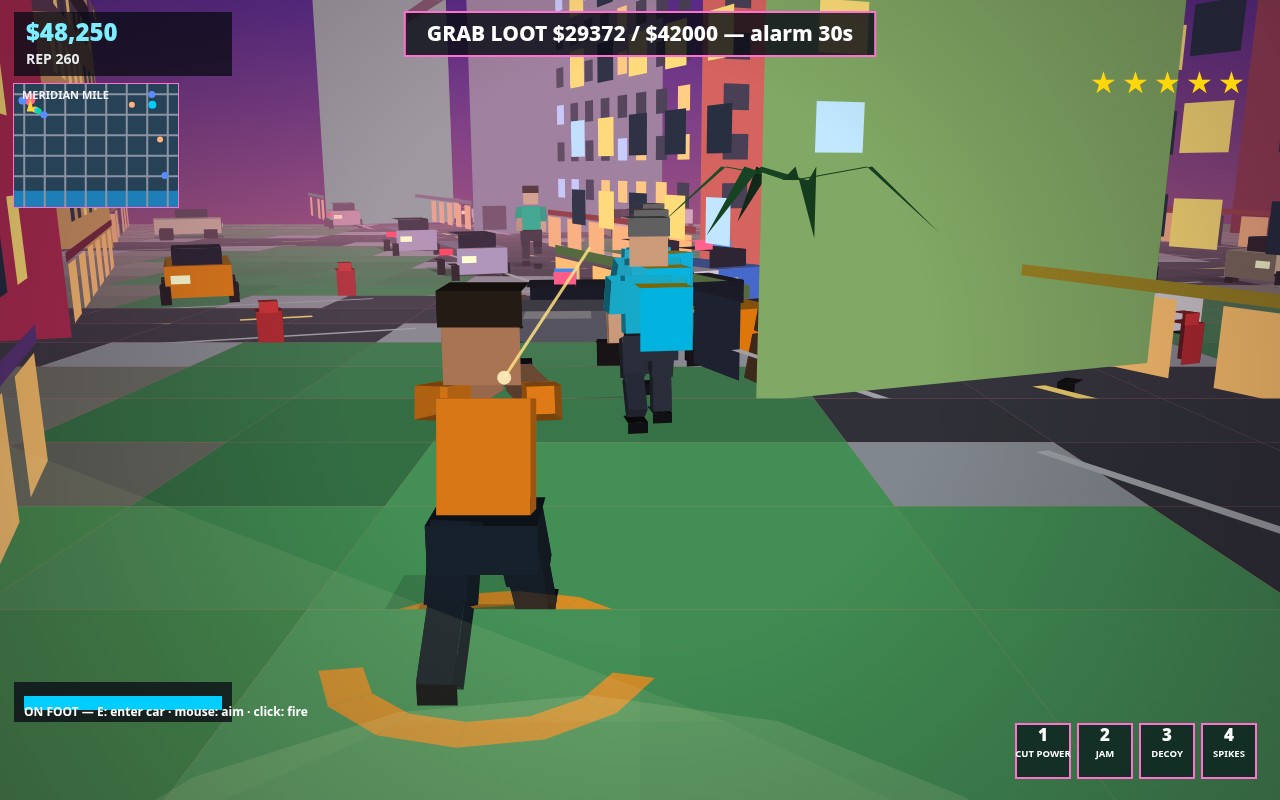 $48,250
REP 260
GRAB LOOT $29372 / $42000 — alarm 30s
MERIDIAN MILE
ON FOOT — E: enter car · mouse: aim · click: fire
1
CUT POWER
2
JAM
3
DECOY
4
SPIKES